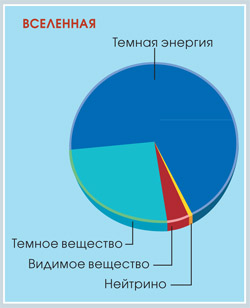 ВСЕЛЕННАЯ
Темная энергия
Темное вещество
Видимое вещество
Нейтрино